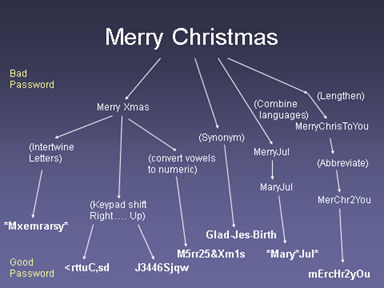 Merry Christmas
Bad
Password
(Lengthen)
Merry Xmas
(Combine
languages)
MerryChrisToYou
(Synonym)
(Intertwine
Letters)
(convert vowels
to numeric)
MerryJul
(Abbreviate)
MaryJul
MerChr2You
(Keypad shift
Right.... Up)
*Mxemrarsy*
Glad-Jes-Birth
Good
Password
<rttuC,sd
J3446Sjqw
M5rr25&Xm1s
*Mary*Jul*
mErcHr2yOu